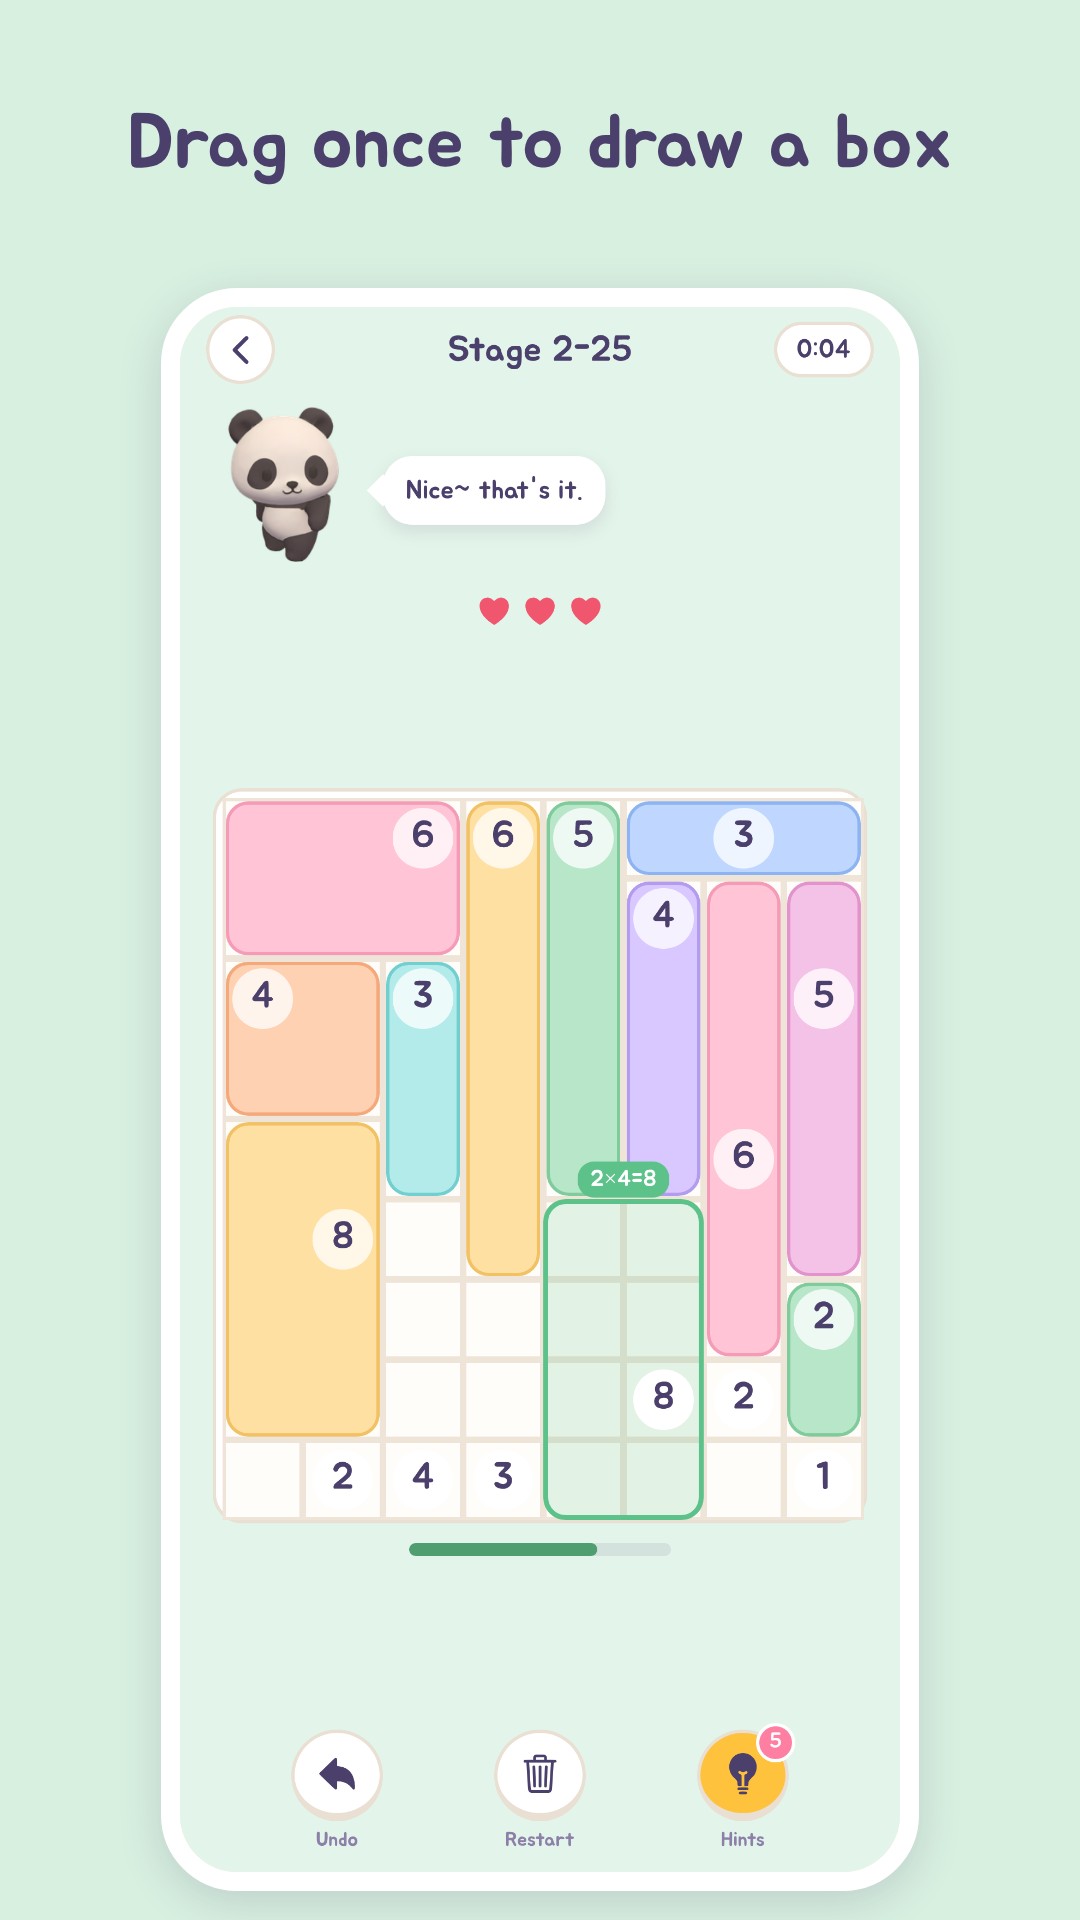 Drag once to draw a box
Stage 2-25
0:04
Nice~ that's it.
6 6 5 3
4
4 3 5
6
2×4=8
8
2
8 2
2 4 3 1
5
Undo Restart Hints